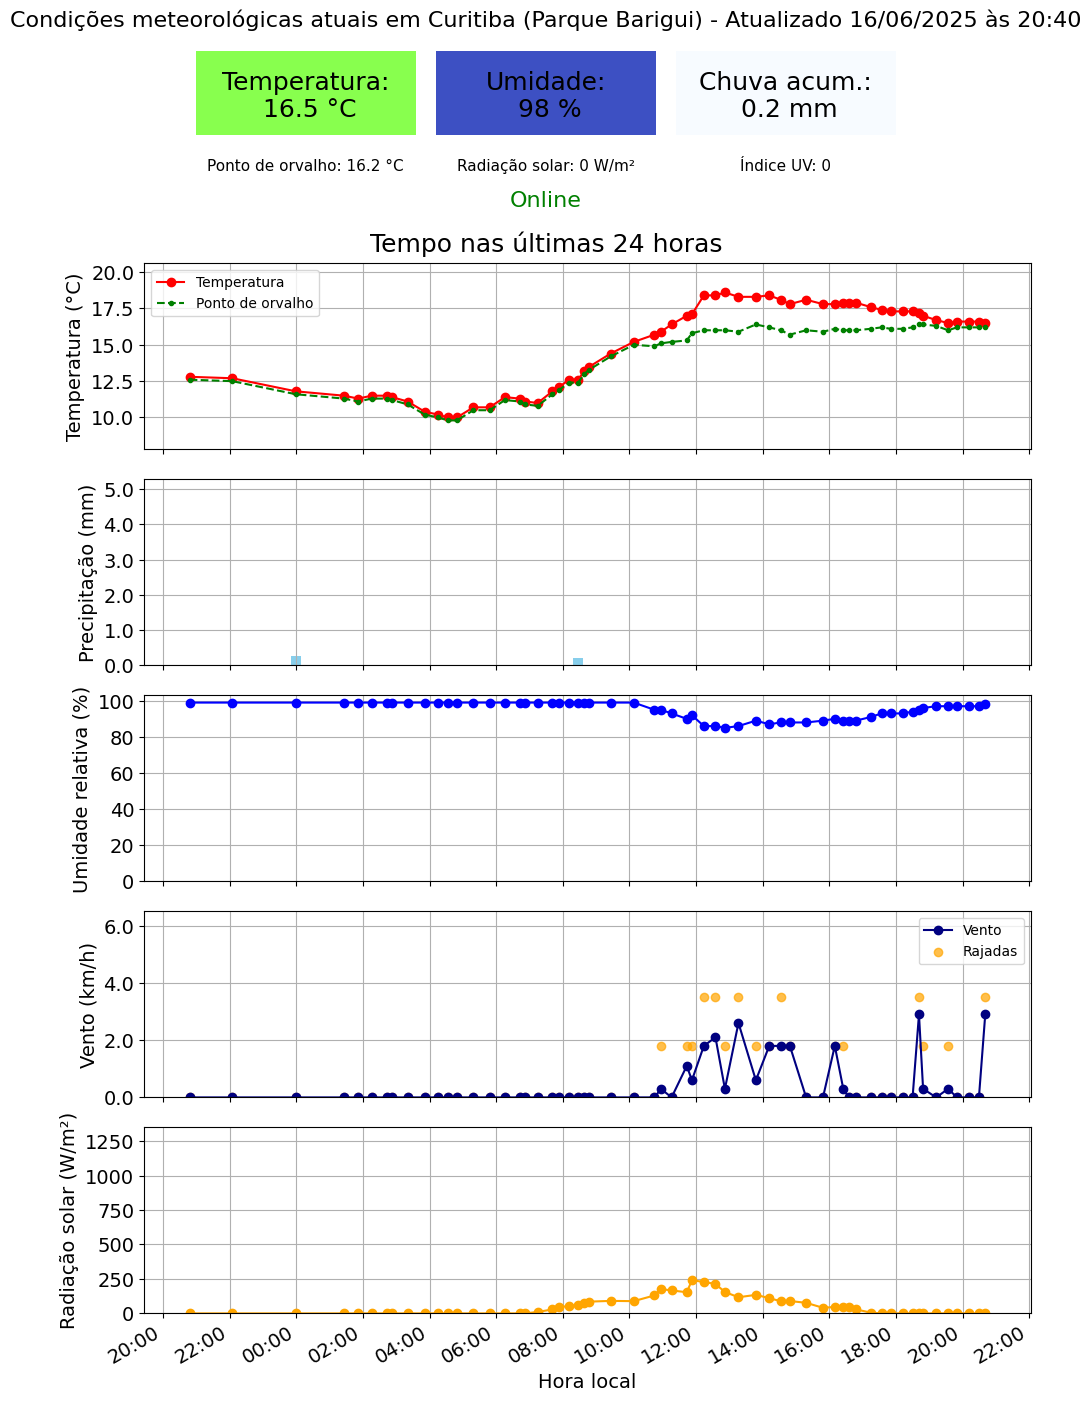 Condições meteorológicas atuais em Curitiba (Parque Barigui) - Atualizado 16/06/2025 às 20:40
Temperatura:
16.5 °C
Umidade:
98 %
Chuva acum.:
0.2 mm
Ponto de orvalho: 16.2 °C
Radiação solar: 0 W/m²
Índice UV: 0
Online
Tempo nas últimas 24 horas
Temperatura (°C)
20.0
17.5
15.0
12.5
10.0
Temperatura
Ponto de orvalho
Precipitação (mm)
5.0
4.0
3.0
2.0
1.0
0.0
Umidade relativa (%)
100
80
60
40
20
0
Vento (km/h)
6.0
4.0
2.0
0.0
Vento
Rajadas
Radiação solar (W/m²)
1250
1000
750
500
250
0
20:00
22:00
00:00
02:00
04:00
06:00
08:00
10:00
12:00
14:00
16:00
18:00
20:00
22:00
Hora local